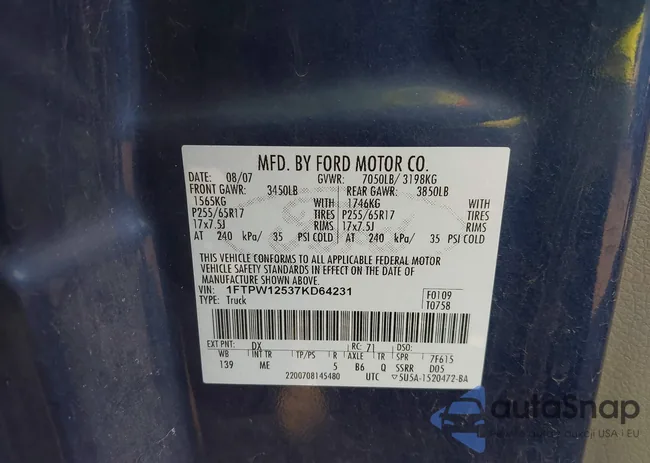 MFD. BY FORD MOTOR CO.
DATE: 08/07 GVWR: 7050LB/ 3198KG
FRONT GAWR: 3450LB REAR GAWR: 3850LB
1565KG WITH 1746KG WITH
P255/65R17 TIRES P255/65R17 TIRES
17x7.5J RIMS 17x7.5J RIMS
AT 240 kPa/ 35 PSI COLD AT 240 kPa/ 35 PSI COLD
THIS VEHICLE CONFORMS TO ALL APPLICABLE FEDERAL MOTOR
VEHICLE SAFETY STANDARDS IN EFFECT ON THE DATE OF
MANUFACTURE SHOWN ABOVE.
VIN: 1FTPW12537KD64231 F0109
TYPE: Truck T0758
EXT PNT: DX RC: 71 DSO:
WB INT TR TP/PS R AXLE TR SPR 7F615
139 ME 5 B6 Q SSRR D05
2200708145480 UTC ▽5U5A-1520472-BA
autoSnap
aukcji USA i EU